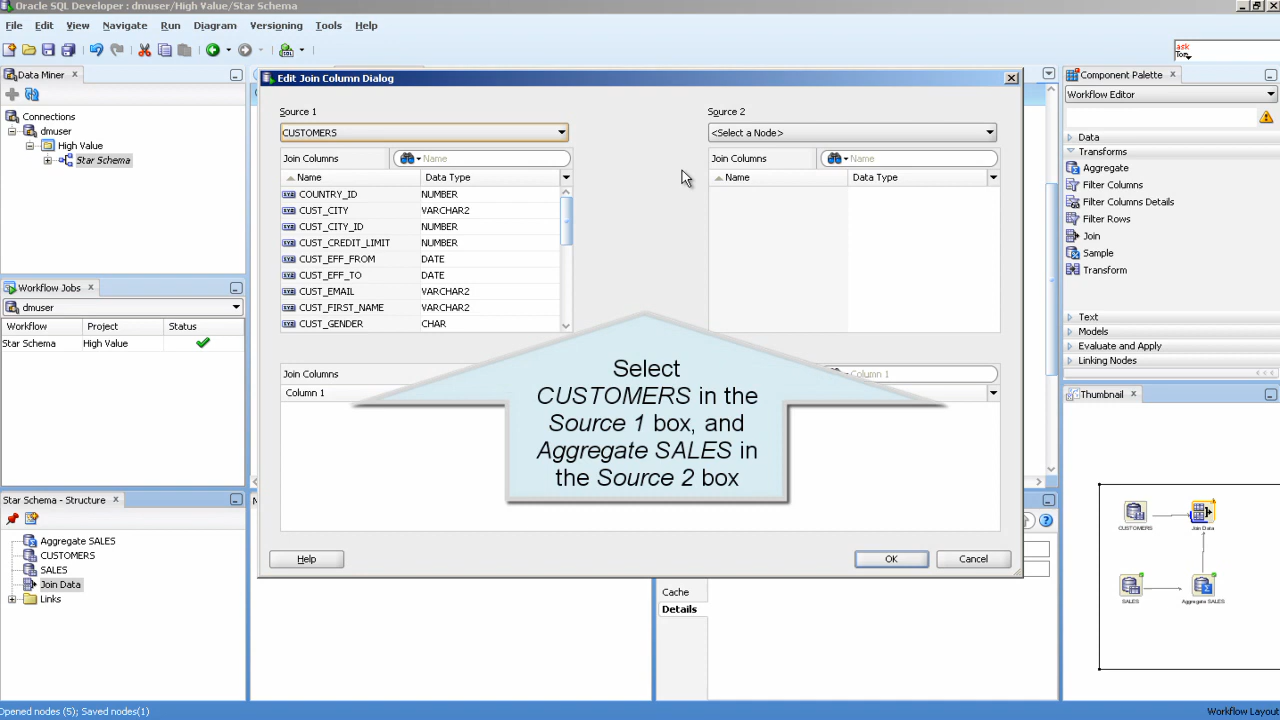 Oracle SQL Developer : dmuser/High Value/Star Schema
File Edit View Navigate Run Diagram Versioning Tools Help
ask
Tom
Data Miner
Connections
dmuser
High Value
Star Schema
Workflow Jobs
dmuser
Workflow Project Status
Star Schema High Value
Star Schema - Structure
Aggregate SALES
CUSTOMERS
SALES
Join Data
Links
Edit Join Column Dialog
Source 1
CUSTOMERS
Join Columns Name
Name Data Type
COUNTRY_ID NUMBER
CUST_CITY VARCHAR2
CUST_CITY_ID NUMBER
CUST_CREDIT_LIMIT NUMBER
CUST_EFF_FROM DATE
CUST_EFF_TO DATE
CUST_EMAIL VARCHAR2
CUST_FIRST_NAME VARCHAR2
CUST_GENDER CHAR
Source 2
<Select a Node>
Join Columns Name
Name Data Type
Join Columns Column 1
Column 1
Select
CUSTOMERS in the
Source 1 box, and
Aggregate SALES in
the Source 2 box
Help OK Cancel
Cache
Details
Component Palette
Workflow Editor
Data
Transforms
Aggregate
Filter Columns
Filter Columns Details
Filter Rows
Join
Sample
Transform
Text
Models
Evaluate and Apply
Linking Nodes
Thumbnail
CUSTOMERS Join Data
SALES Aggregate SALES
Opened nodes (5); Saved nodes(1) Workflow Layout